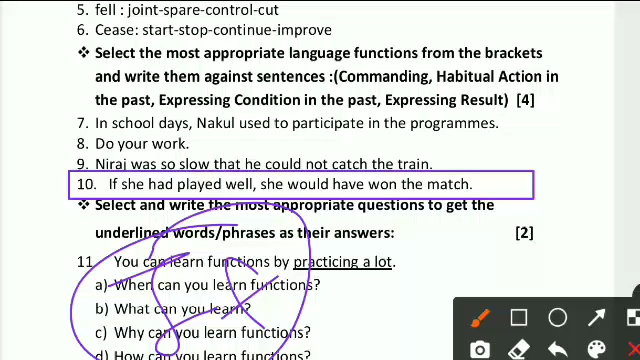 5. fell : joint-spare-control-cut
6. Cease: start-stop-continue-improve
❖ Select the most appropriate language functions from the brackets
and write them against sentences :(Commanding, Habitual Action in
the past, Expressing Condition in the past, Expressing Result) [4]
7. In school days, Nakul used to participate in the programmes.
8. Do your work.
9. Niraj was so slow that he could not catch the train.
10. If she had played well, she would have won the match.
❖ Select and write the most appropriate questions to get the
underlined words/phrases as their answers: [2]
11. You can learn functions by practicing a lot.
a) When can you learn functions?
b) What can you learn?
c) Why can you learn functions?
d) How can you learn functions?